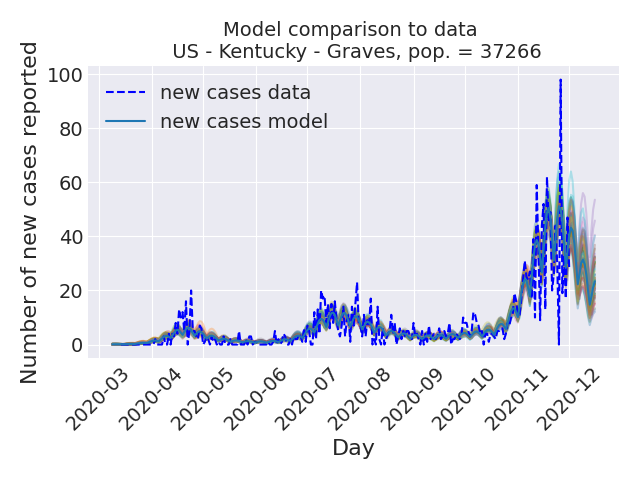 Model comparison to data
US - Kentucky - Graves, pop. = 37266
Number of new cases reported
100
80
60
40
20
0
new cases data
new cases model
2020-03
2020-04
2020-05
2020-06
2020-07
2020-08
2020-09
2020-10
2020-11
2020-12
Day